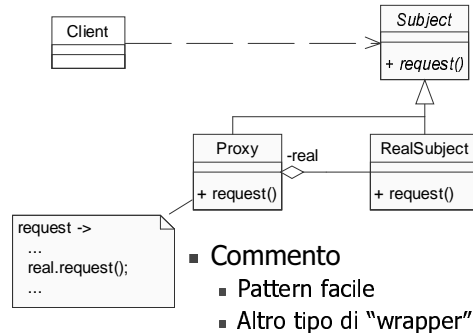 Client
Subject
+ request()
Proxy
-real
RealSubject
+ request()
+ request()
request ->
...
real.request();
...
▪ Commento
▪ Pattern facile
▪ Altro tipo di “wrapper”